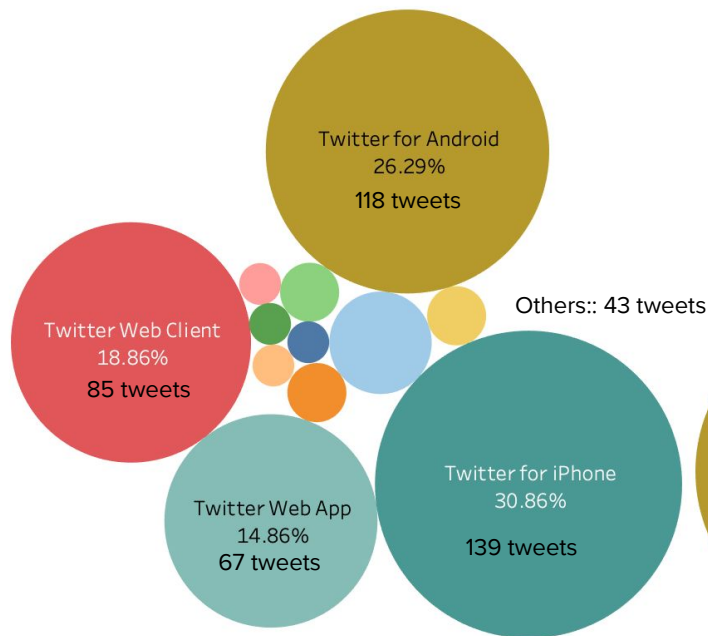 Twitter for Android
26.29%
118 tweets
Others:: 43 tweets
Twitter Web Client
18.86%
85 tweets
Twitter for iPhone
30.86%
139 tweets
Twitter Web App
14.86%
67 tweets